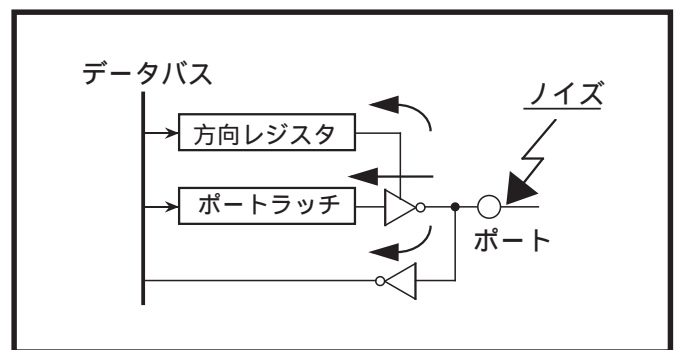 データバス
ノイズ
方向レジスタ
ポートラッチ
ポート